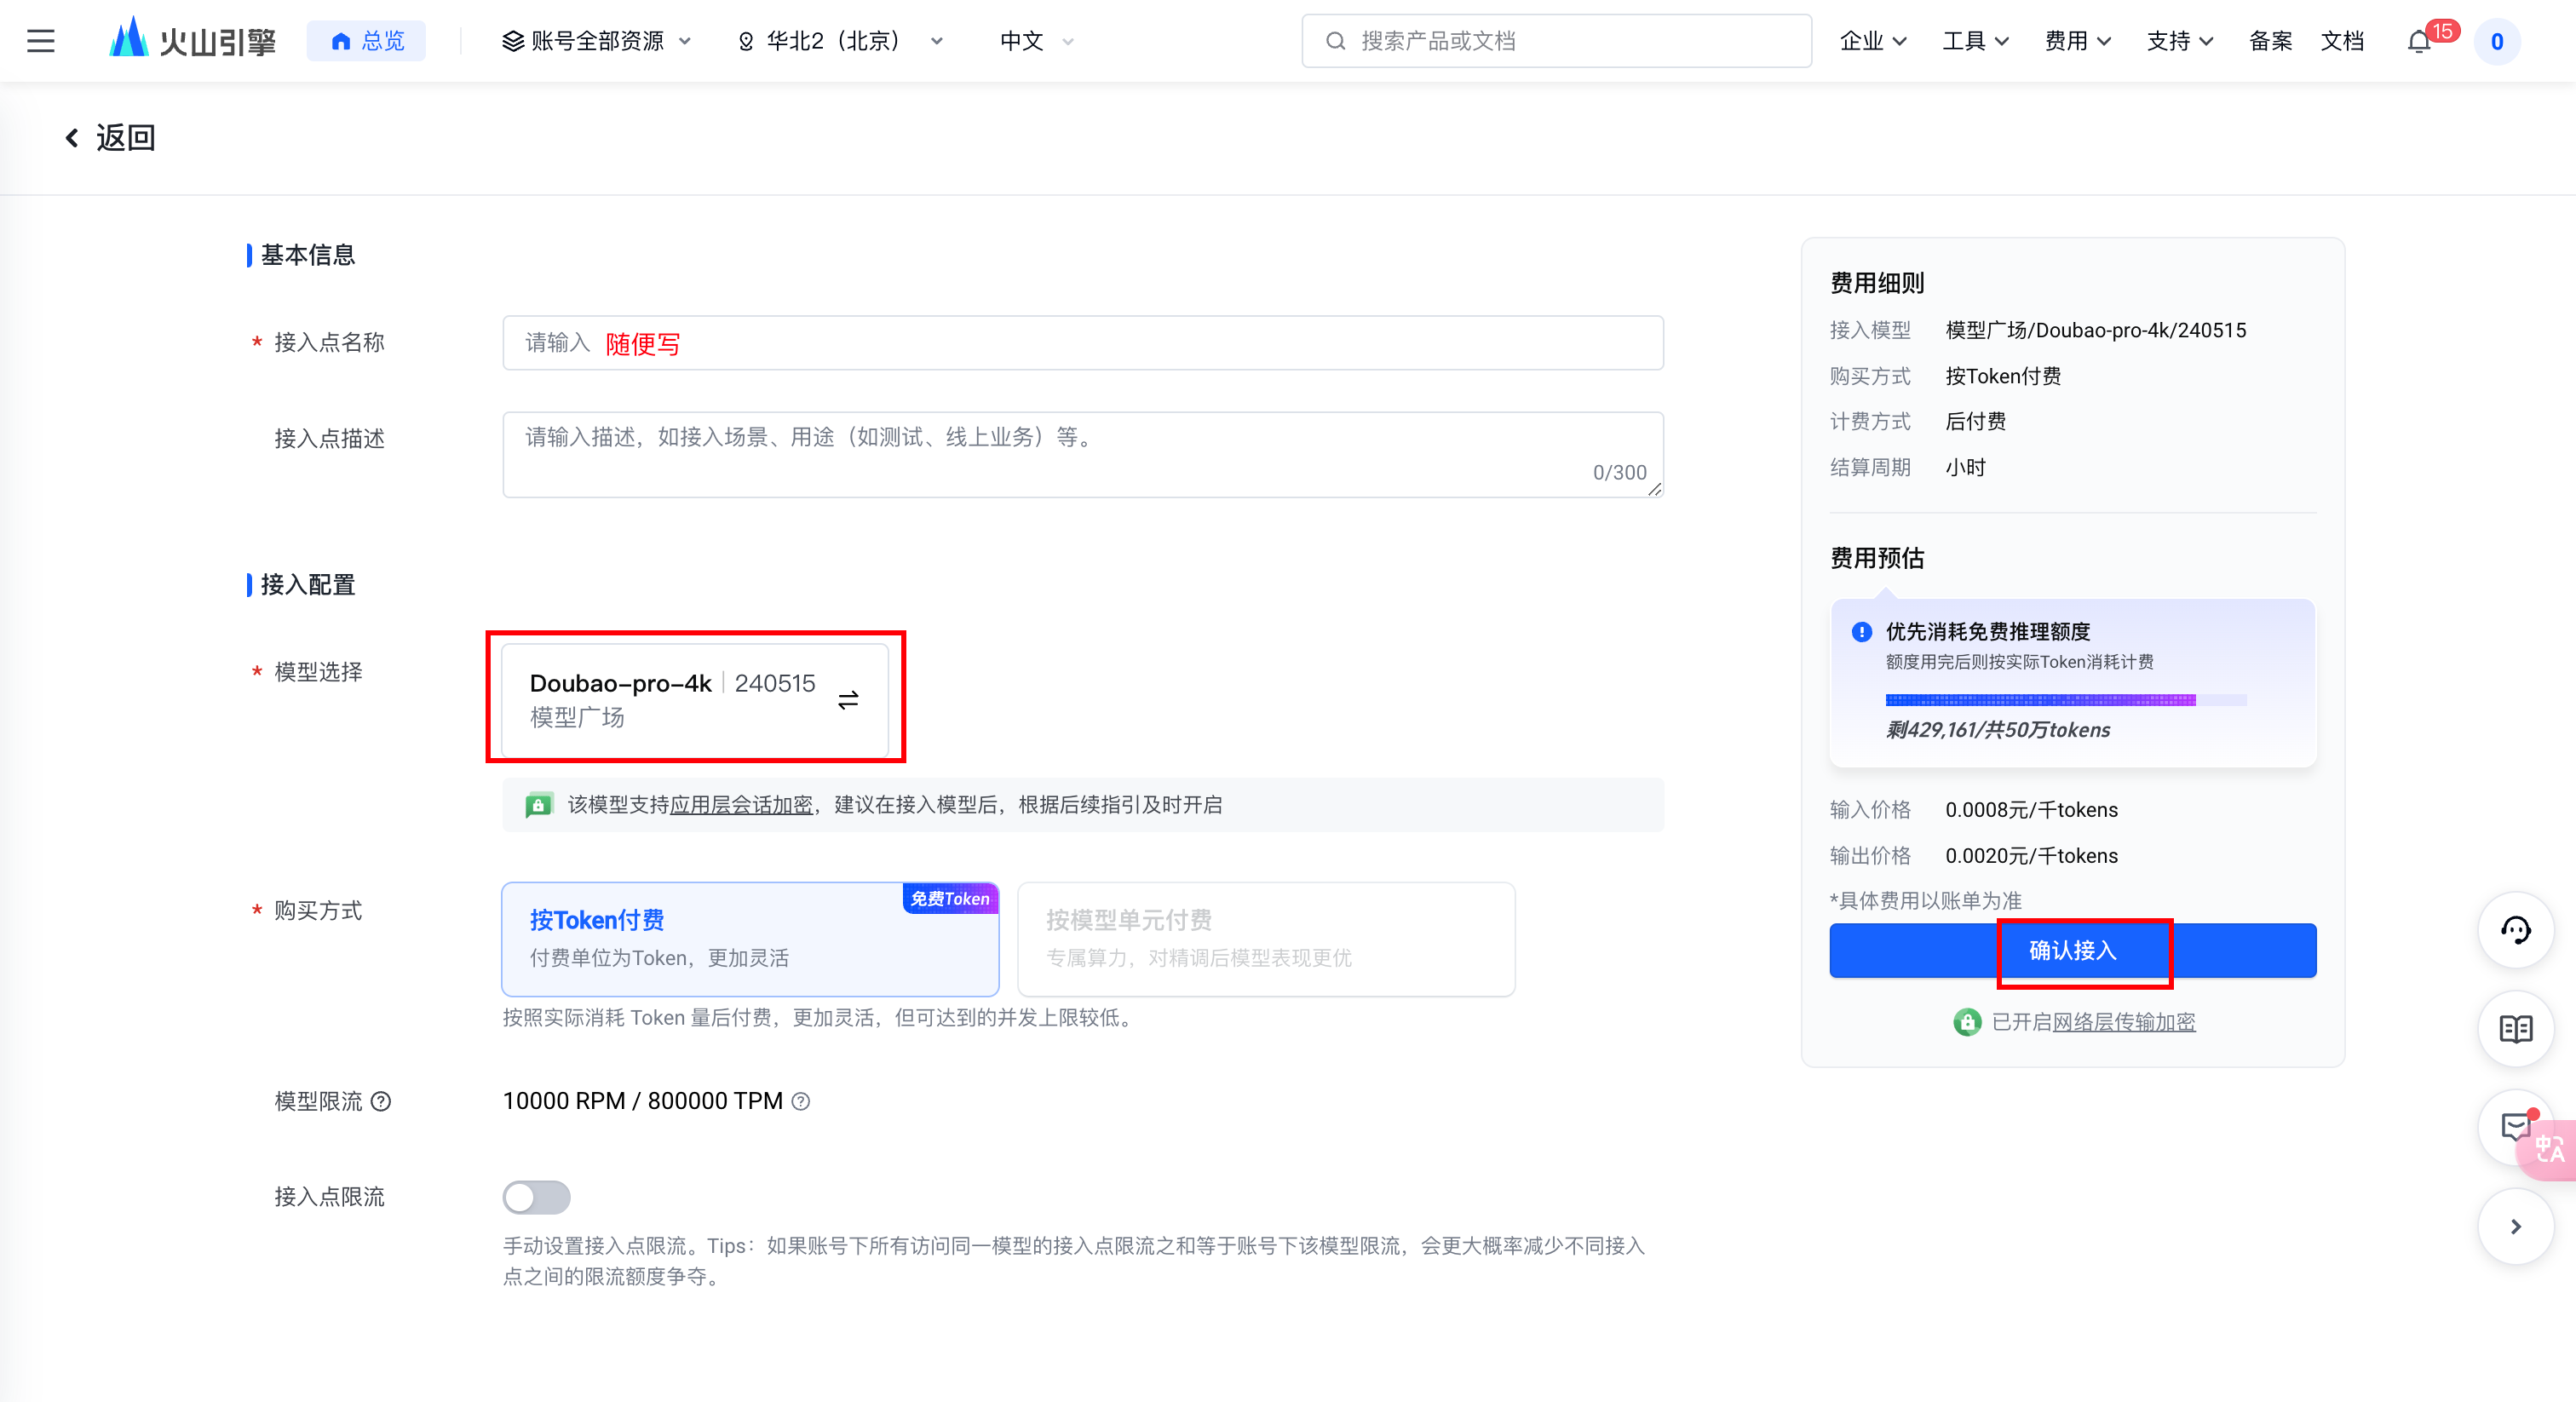 火山引擎
总览
账号全部资源
华北2（北京）
中文
搜索产品或文档
企业
工具
费用
支持
备案
文档
15
0
返回
基本信息
* 接入点名称
请输入 随便写
接入点描述
请输入描述，如接入场景、用途（如测试、线上业务）等。
0/300
接入配置
* 模型选择
Doubao-pro-4k | 240515
模型广场
该模型支持应用层会话加密，建议在接入模型后，根据后续指引及时开启
* 购买方式
按Token付费
免费Token
付费单位为Token，更加灵活
按模型单元付费
专属算力，对精调后模型表现更优
按照实际消耗 Token 量后付费，更加灵活，但可达到的并发上限较低。
模型限流
10000 RPM / 800000 TPM
接入点限流
手动设置接入点限流。Tips：如果账号下所有访问同一模型的接入点限流之和等于账号下该模型限流，会更大概率减少不同接入
点之间的限流额度争夺。
费用细则
接入模型 模型广场/Doubao-pro-4k/240515
购买方式 按Token付费
计费方式 后付费
结算周期 小时
费用预估
优先消耗免费推理额度
额度用完后则按实际Token消耗计费
剩429,161/共50万tokens
输入价格 0.0008元/千tokens
输出价格 0.0020元/千tokens
*具体费用以账单为准
确认接入
已开启网络层传输加密
中A